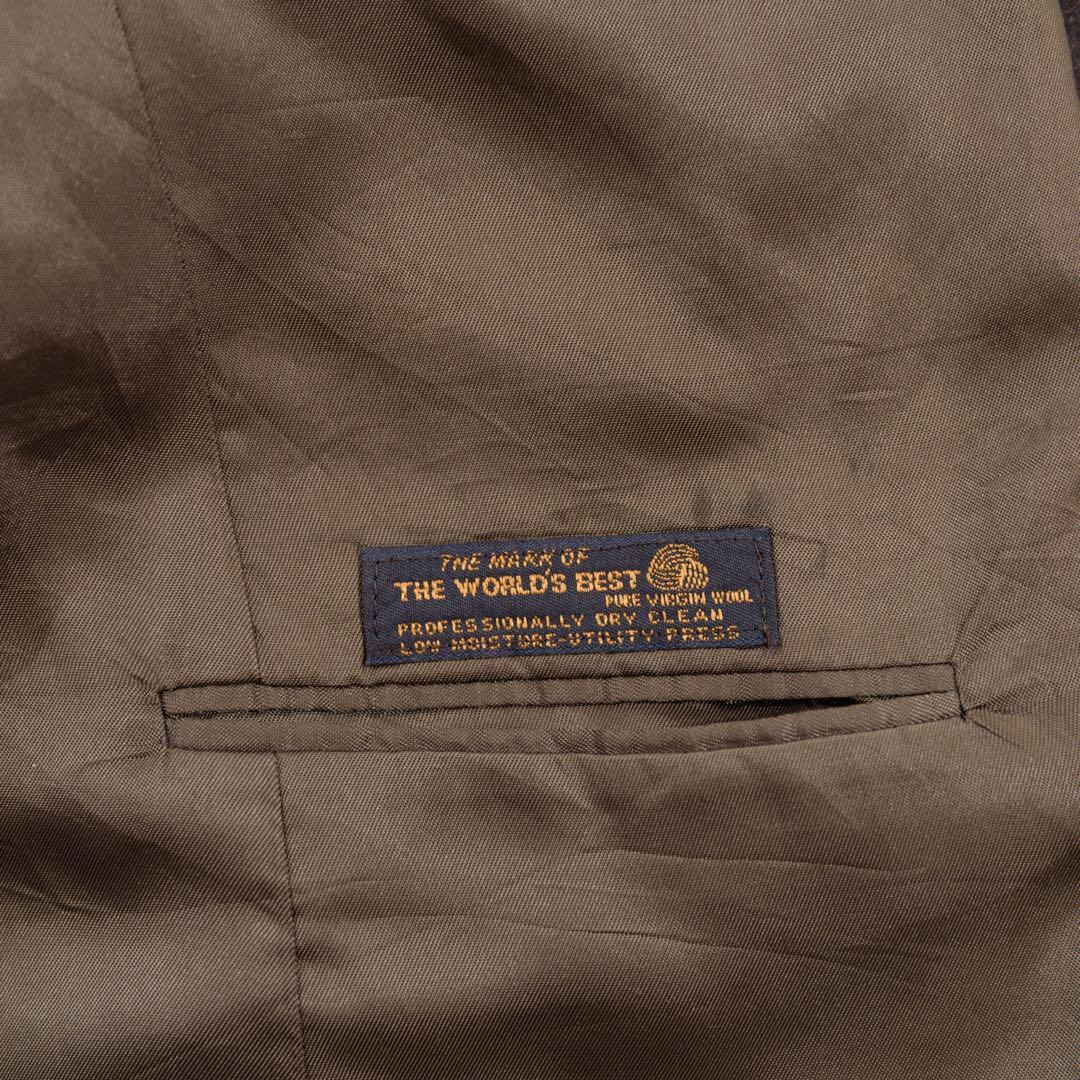 THE MARK OF
THE WORLD'S BEST
PURE VIRGIN WOOL
PROFESSIONALLY DRY CLEAN
LOW MOISTURE-UTILITY PRESS